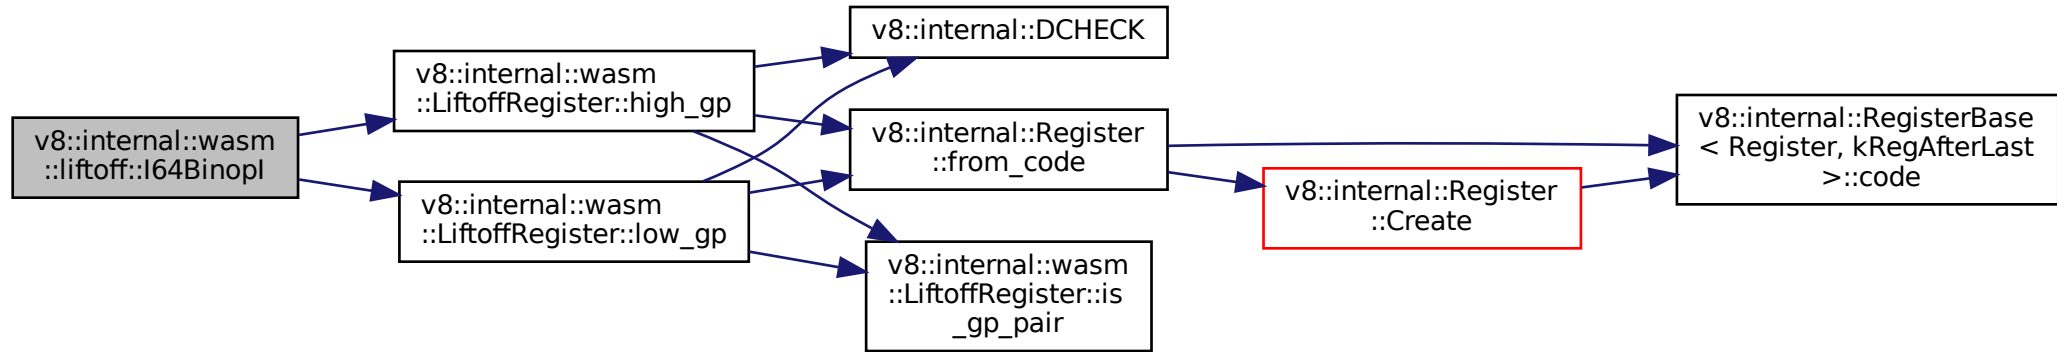 v8::internal::wasm
::liftoff::I64BinopI
v8::internal::wasm
::LiftoffRegister::high_gp
v8::internal::wasm
::LiftoffRegister::low_gp
v8::internal::DCHECK
v8::internal::Register
::from_code
v8::internal::wasm
::LiftoffRegister::is
_gp_pair
v8::internal::Register
::Create
v8::internal::RegisterBase
< Register, kRegAfterLast
>::code